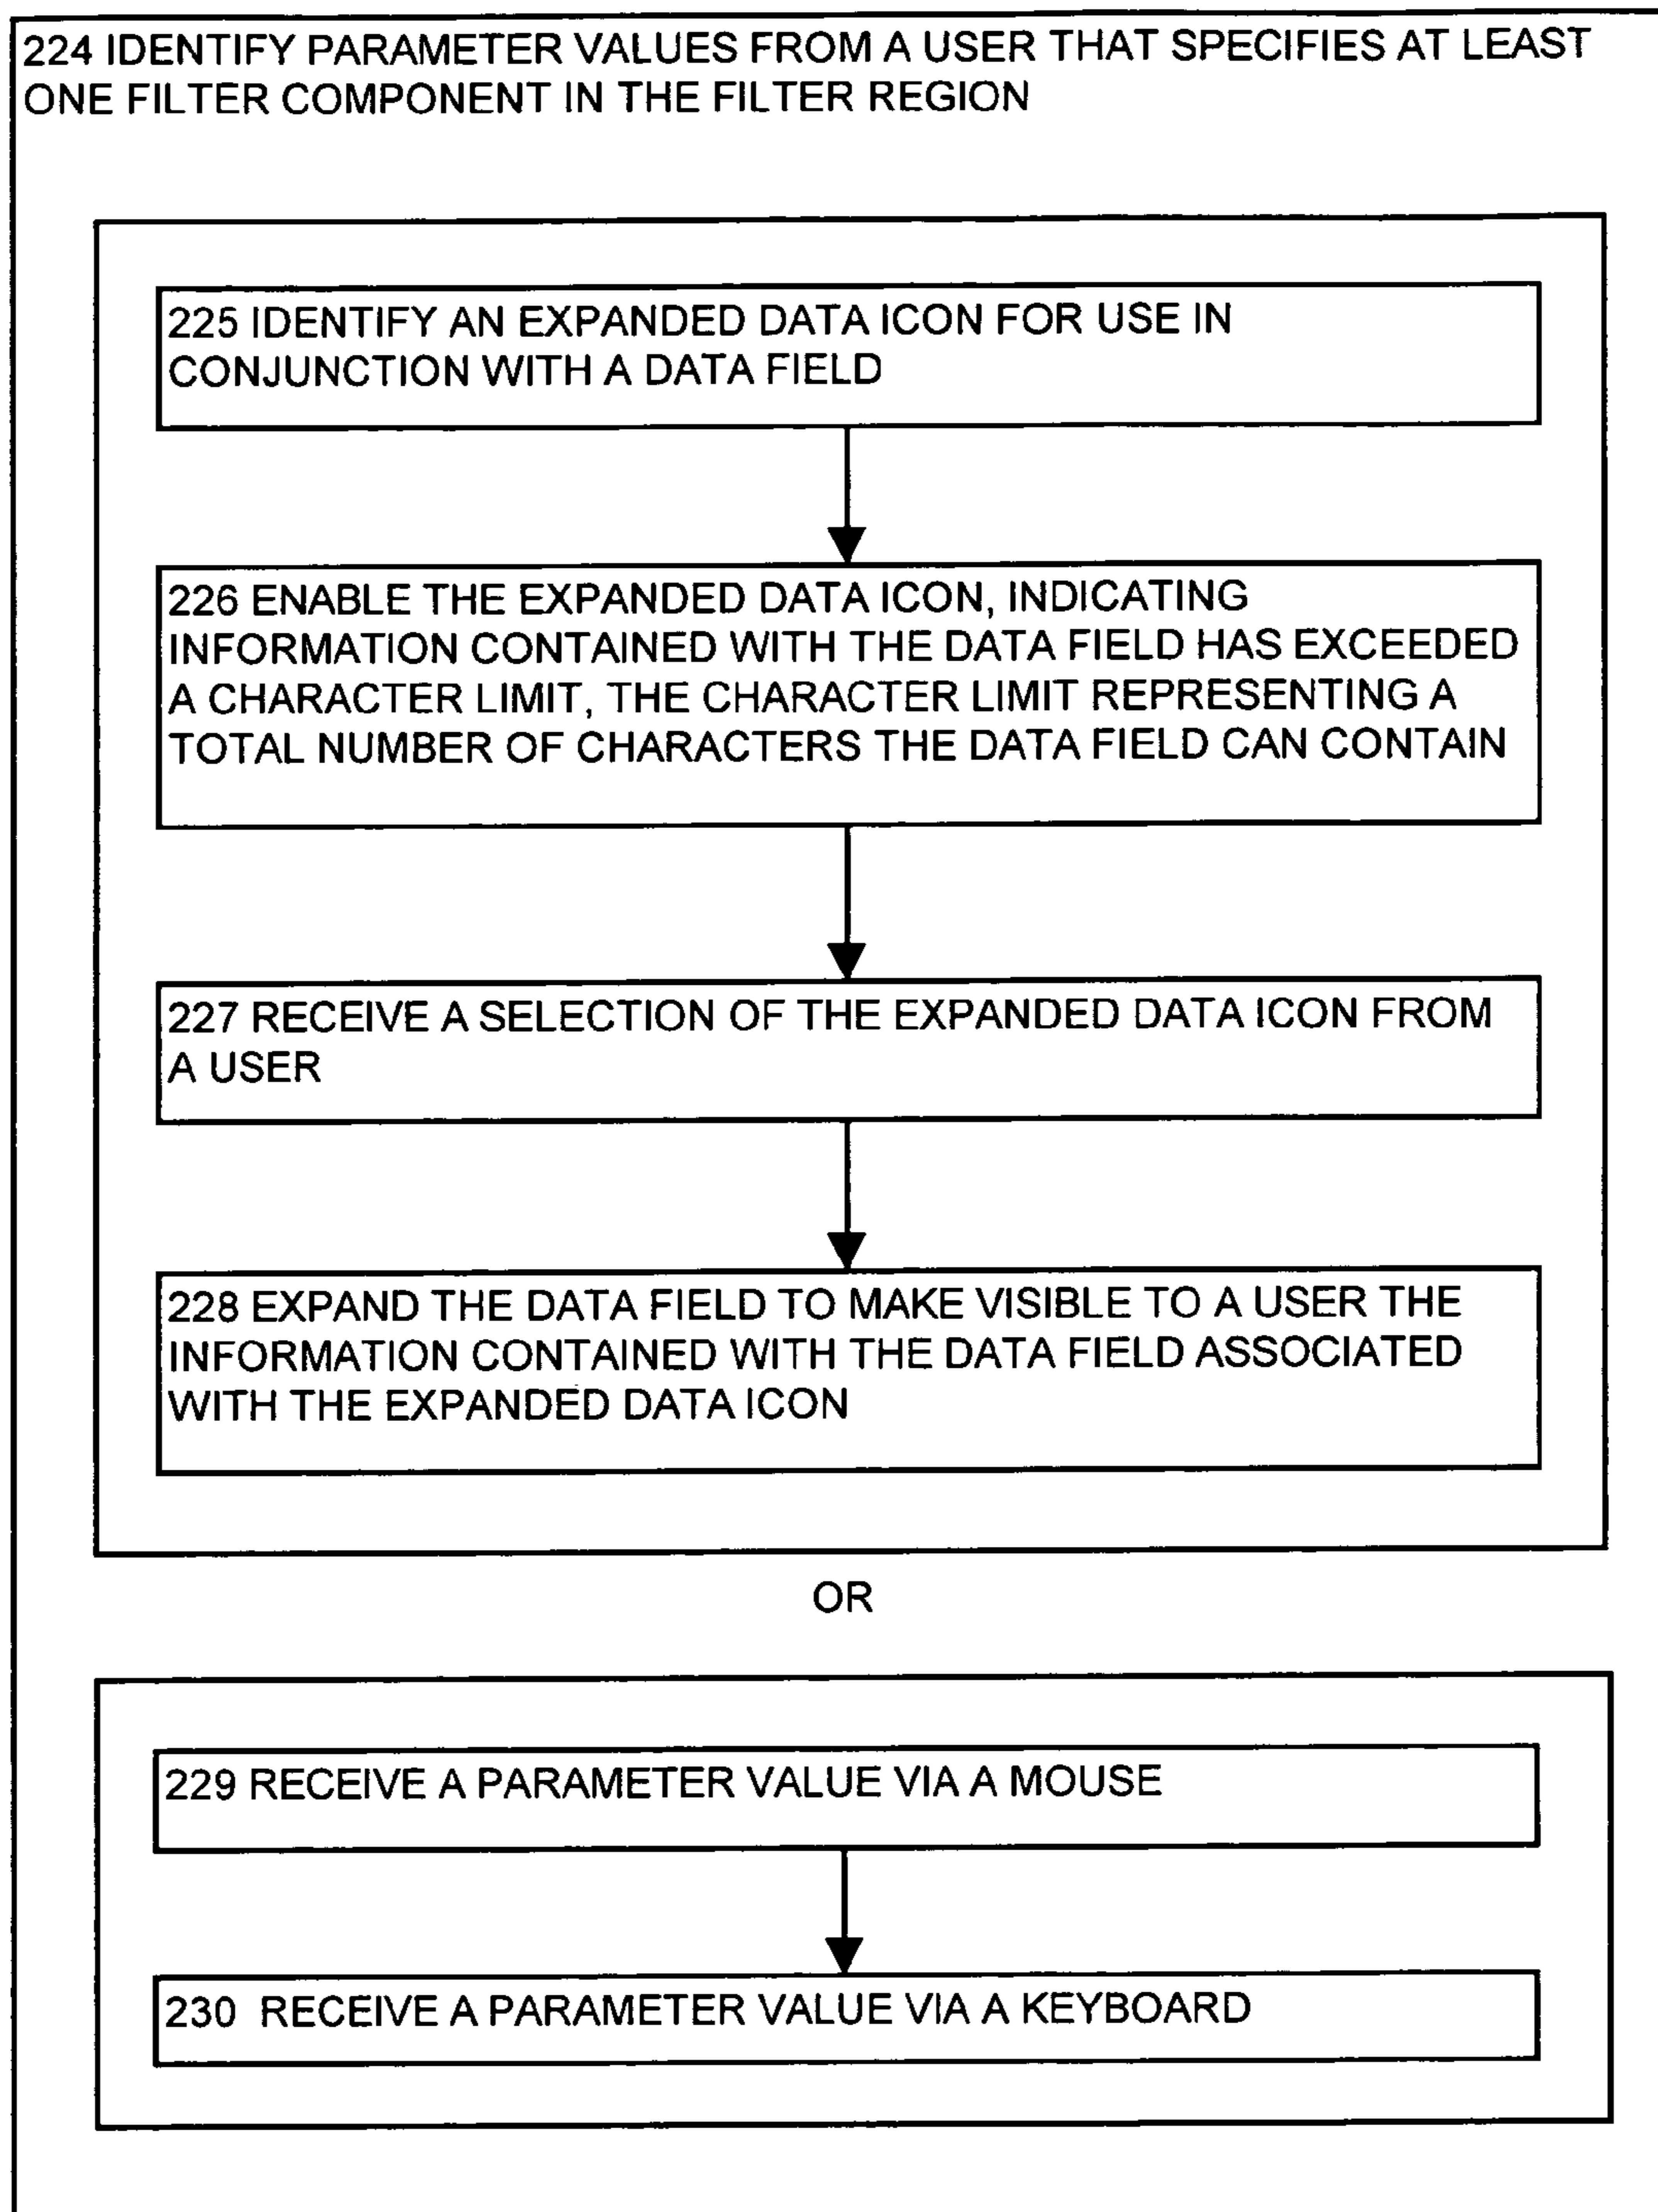 224 IDENTIFY PARAMETER VALUES FROM A USER THAT SPECIFIES AT LEAST
ONE FILTER COMPONENT IN THE FILTER REGION
225 IDENTIFY AN EXPANDED DATA ICON FOR USE IN
CONJUNCTION WITH A DATA FIELD
226 ENABLE THE EXPANDED DATA ICON, INDICATING
INFORMATION CONTAINED WITH THE DATA FIELD HAS EXCEEDED
A CHARACTER LIMIT, THE CHARACTER LIMIT REPRESENTING A
TOTAL NUMBER OF CHARACTERS THE DATA FIELD CAN CONTAIN
227 RECEIVE A SELECTION OF THE EXPANDED DATA ICON FROM
A USER
228 EXPAND THE DATA FIELD TO MAKE VISIBLE TO A USER THE
INFORMATION CONTAINED WITH THE DATA FIELD ASSOCIATED
WITH THE EXPANDED DATA ICON
OR
229 RECEIVE A PARAMETER VALUE VIA A MOUSE
230 RECEIVE A PARAMETER VALUE VIA A KEYBOARD